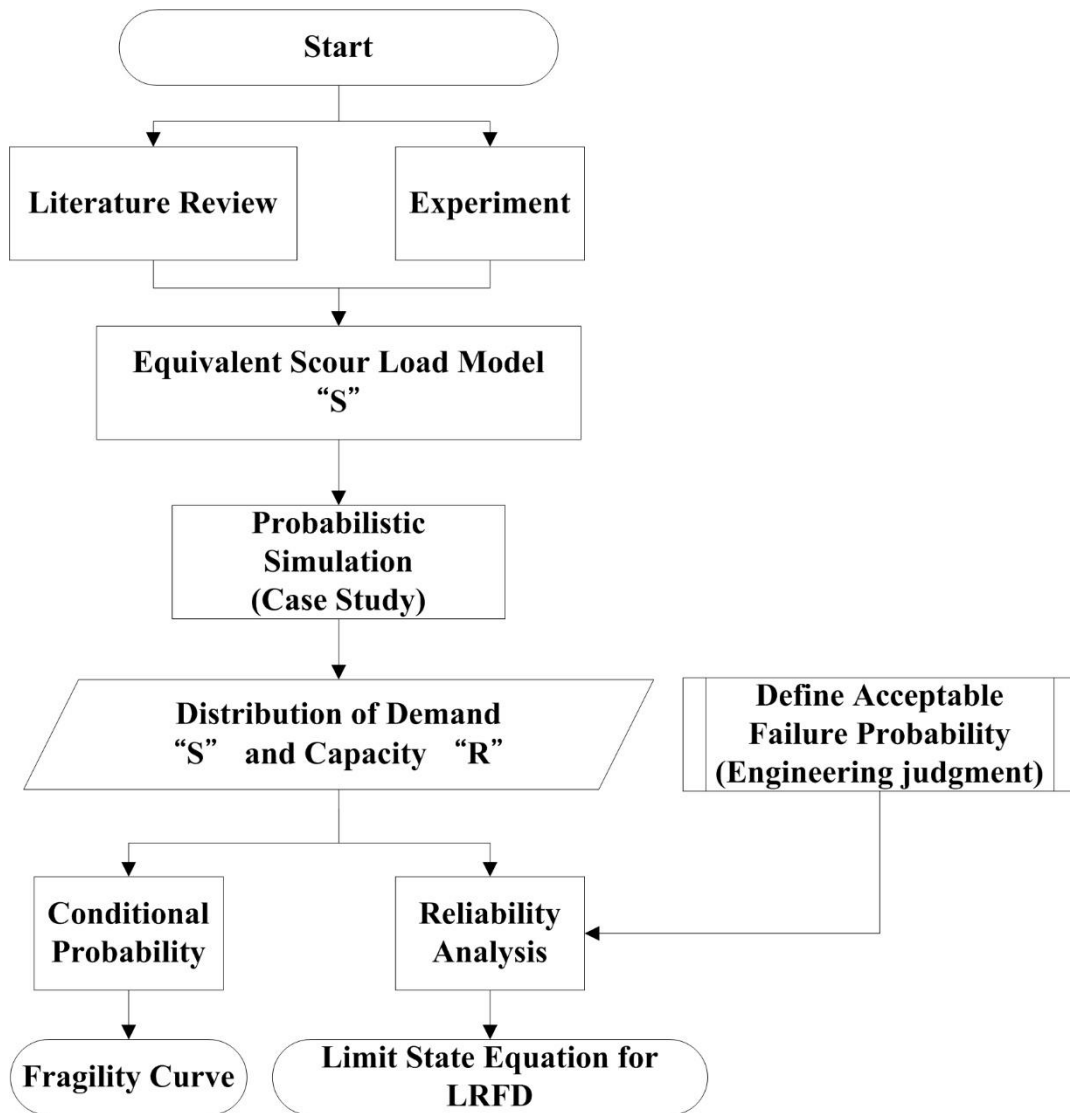 Start
Literature Review
Experiment
Equivalent Scour Load Model
“S”
Probabilistic
Simulation
(Case Study)
Distribution of Demand
“S” and Capacity “R”
Define Acceptable
Failure Probability
(Engineering judgment)
Conditional
Probability
Reliability
Analysis
Fragility Curve
Limit State Equation for
LRFD